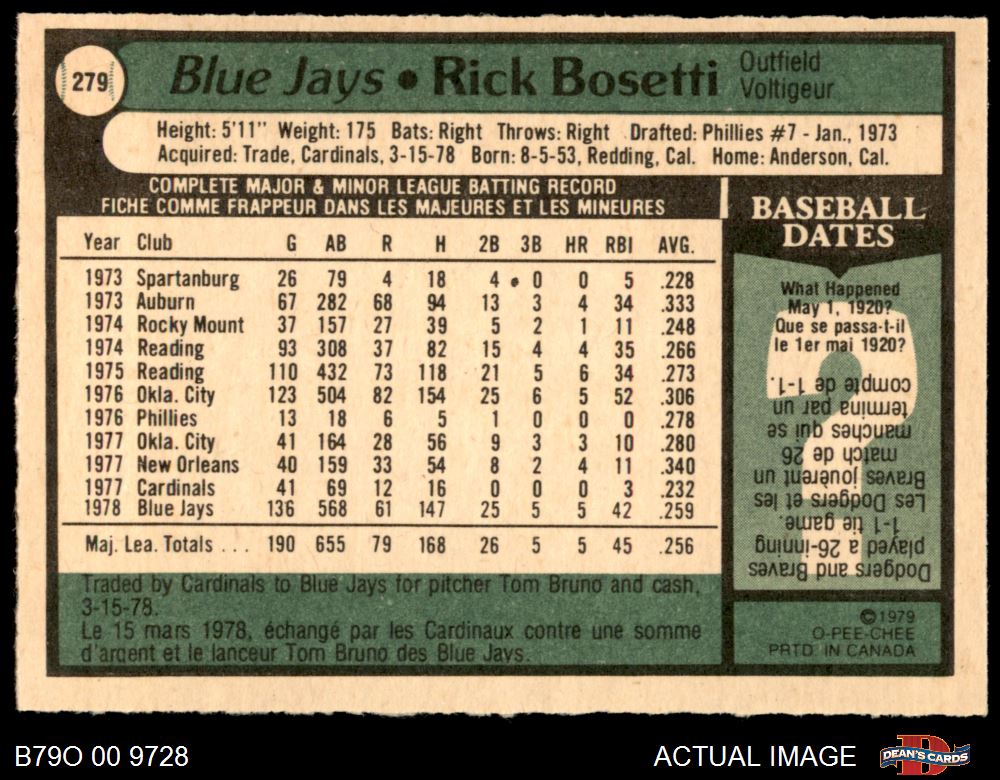 279
Blue Jays • Rick Bosetti
Outfield
Voltigeur
Height: 5'11" Weight: 175 Bats: Right Throws: Right Drafted: Phillies #7 - Jan., 1973
Acquired: Trade, Cardinals, 3-15-78 Born: 8-5-53, Redding, Cal. Home: Anderson, Cal.
COMPLETE MAJOR & MINOR LEAGUE BATTING RECORD
FICHE COMME FRAPPEUR DANS LES MAJEURES ET LES MINEURES
Year Club G AB R H 2B 3B HR RBI AVG.
1973 Spartanburg 26 79 4 18 4 0 0 5 .228
1973 Auburn 67 282 68 94 13 3 4 34 .333
1974 Rocky Mount 37 157 27 39 5 2 1 11 .248
1974 Reading 93 308 37 82 15 4 4 35 .266
1975 Reading 110 432 73 118 21 5 6 34 .273
1976 Okla. City 123 504 82 154 25 6 5 52 .306
1976 Phillies 13 18 6 5 1 0 0 0 .278
1977 Okla. City 41 164 28 56 9 3 3 10 .280
1977 New Orleans 40 159 33 54 8 2 4 11 .340
1977 Cardinals 41 69 12 16 0 0 0 3 .232
1978 Blue Jays 136 568 61 147 25 5 5 42 .259
Maj. Lea. Totals . . . 190 655 79 168 26 5 5 45 .256
Traded by Cardinals to Blue Jays for pitcher Tom Bruno and cash,
3-15-78.
Le 15 mars 1978, échangé par les Cardinaux contre une somme
d'argent et le lanceur Tom Bruno des Blue Jays.
BASEBALL
DATES
What Happened
May 1, 1920?
Que se passa-t-il
le 1er mai 1920?
Dodgers and Braves
played a 26-inning
1-1 tie game.
Les Dodgers et les
Braves jouèrent un
match de 26
manches qui se
termina par un
compte de 1-1.
©1979
O-PEE-CHEE
PRTD IN CANADA
B79O 00 9728
ACTUAL IMAGE
DEAN'S CARDS